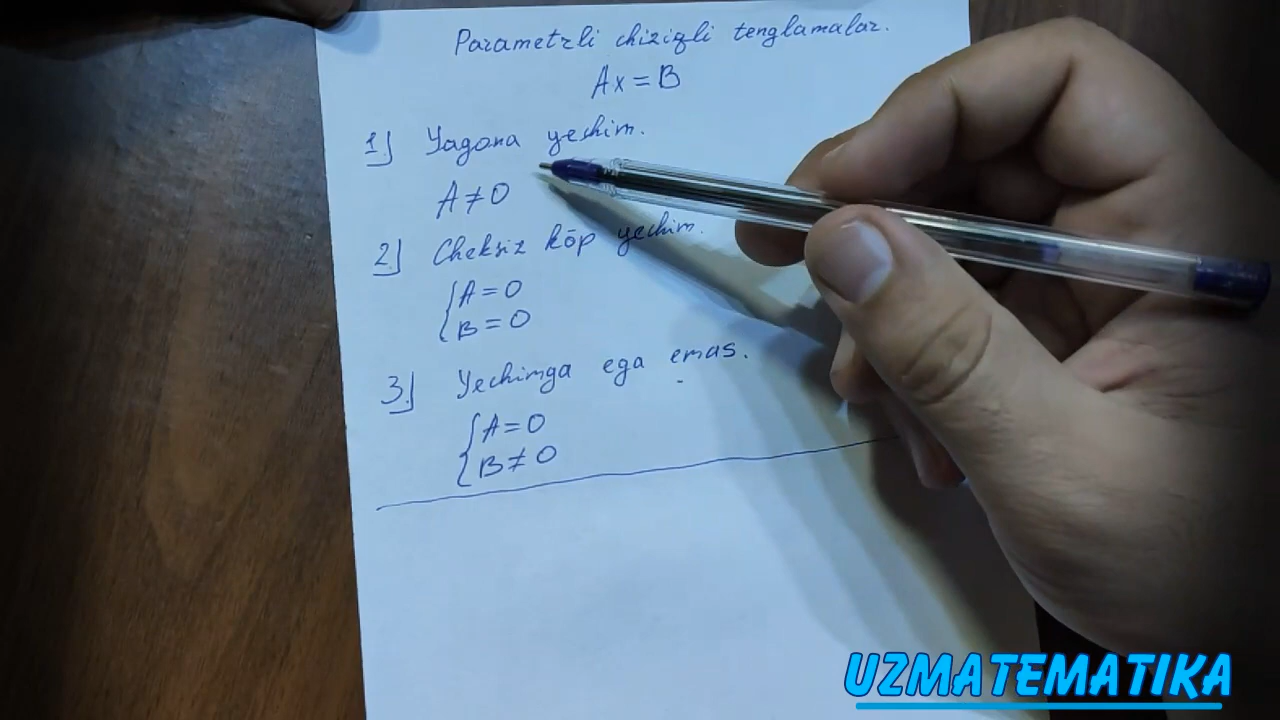 Parametrli chiziqli tenglamalar.
Ax = B
1) Yagona yechim.
A ≠ 0
2) Cheksiz kōp yechim.
{A = 0
B = 0
3.) Yechimga ega emas.
{A = 0
B ≠ 0
UZMATEMATIKA